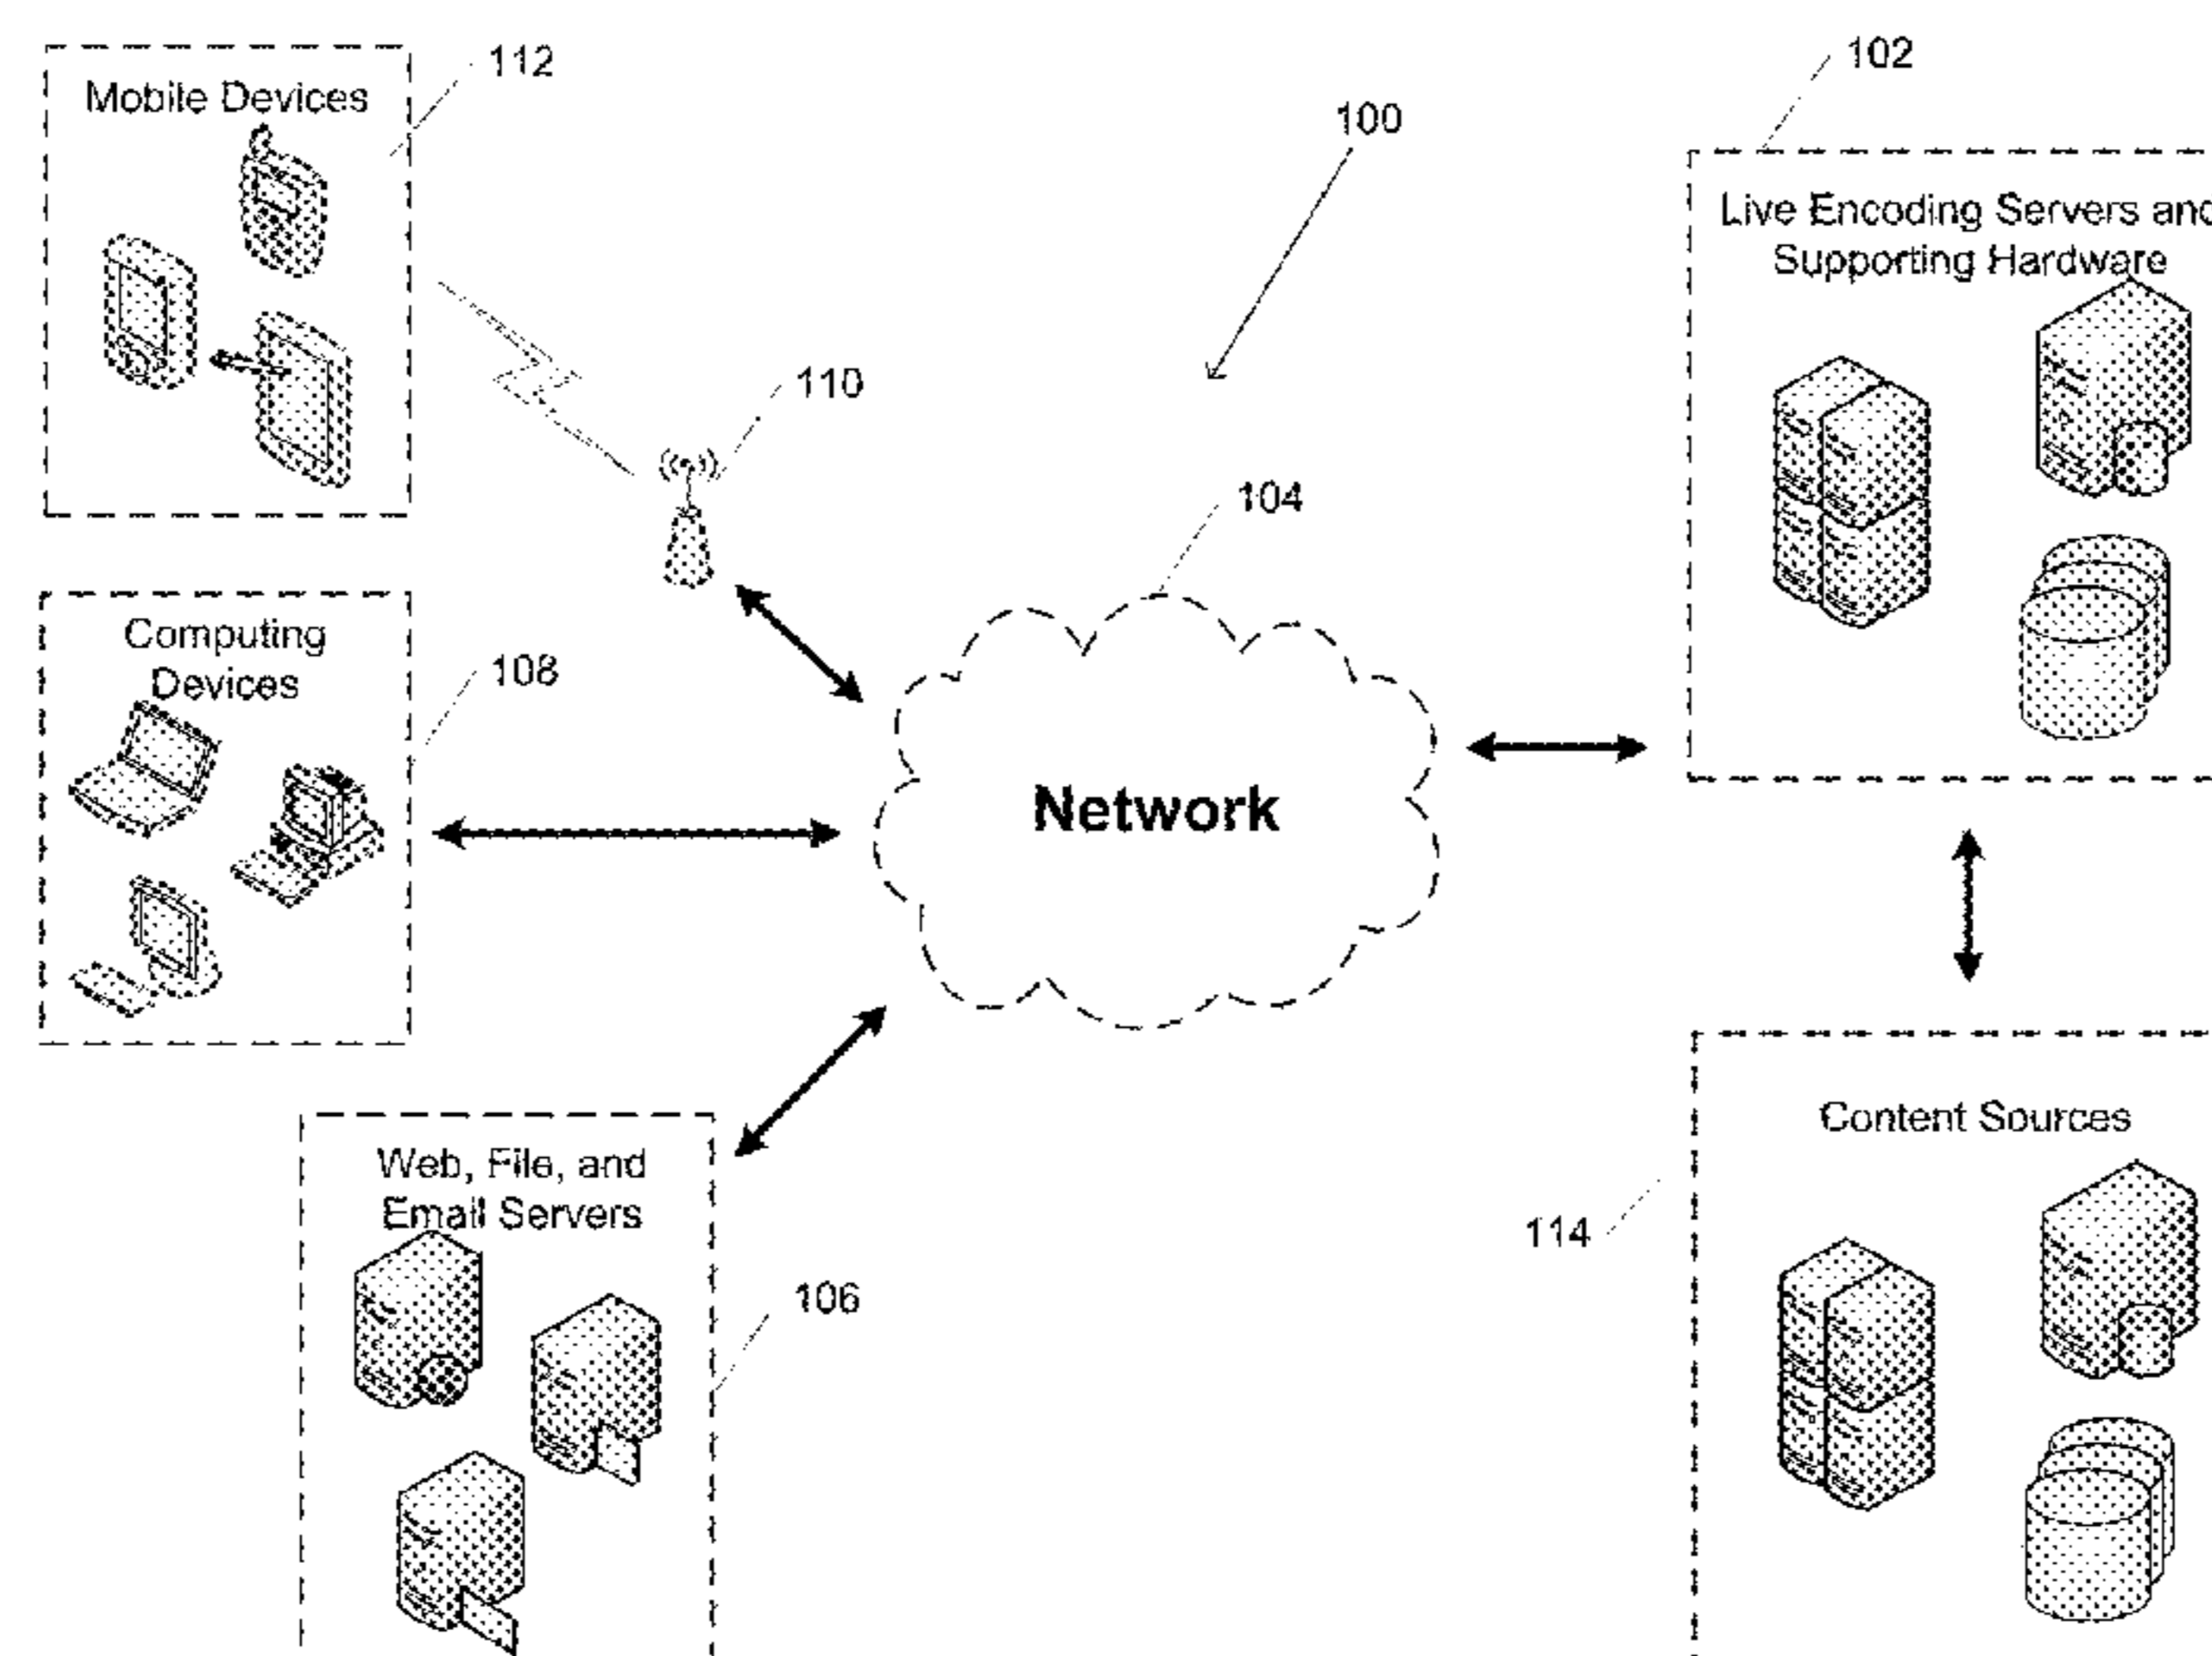 112
Mobile Devices
102
100
Live Encoding Servers and
Supporting Hardware
110
104
Computing
Devices
108
Network
Content Sources
Web, File, and
Email Servers
114
106